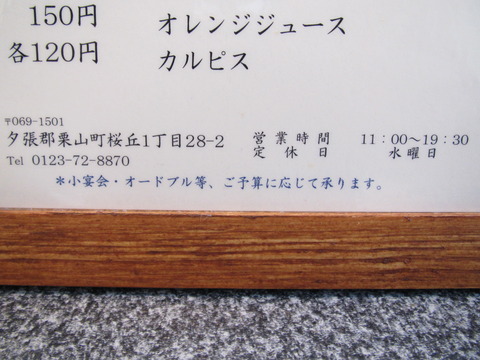 150円 オレンジジュース
各120円 カルピス
〒069-1501
夕張郡栗山町桜丘1丁目28-2 営業時間 11：00〜19：30
Tel 0123-72-8870 定休日 水曜日
＊小宴会・オードブル等、ご予算に応じて承ります。